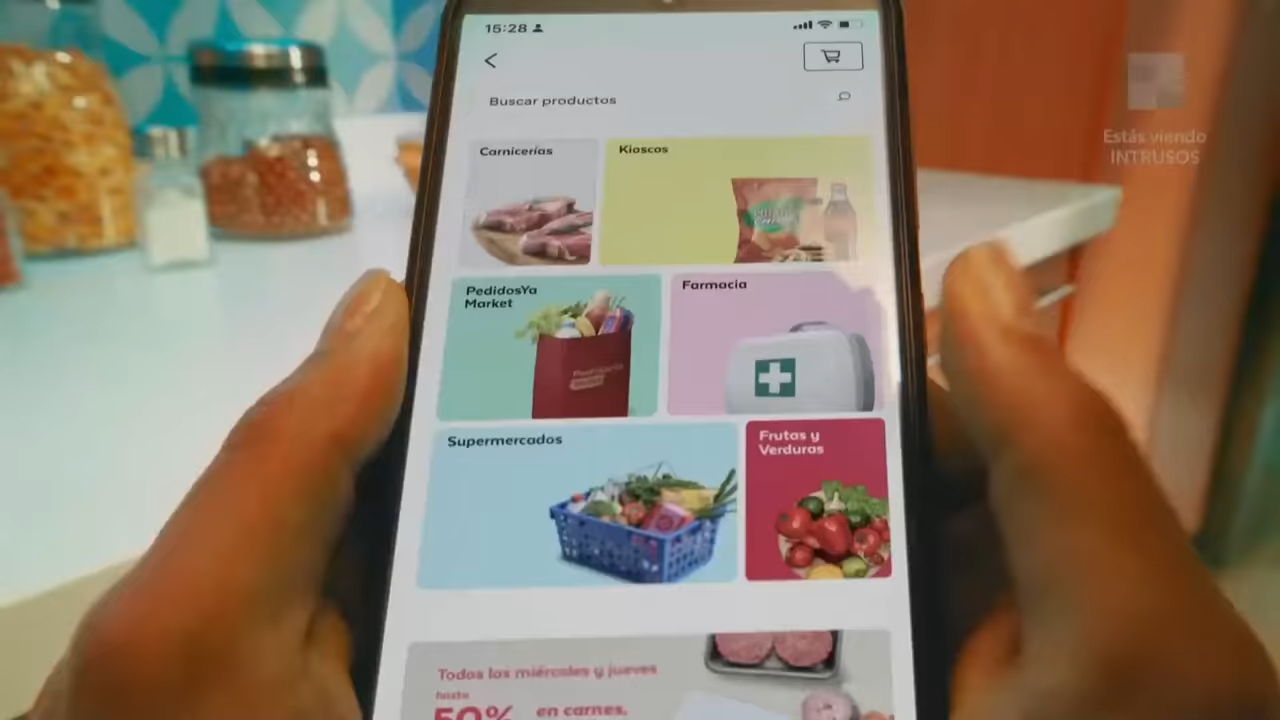 15:28
Buscar productos
Carnicerías
Kioscos
PedidosYa
Market
Farmacia
Supermercados
Frutas y
Verduras
Todos los miércoles y jueves
hasta
50%
en carnes,
Estás viendo
INTRUSOS